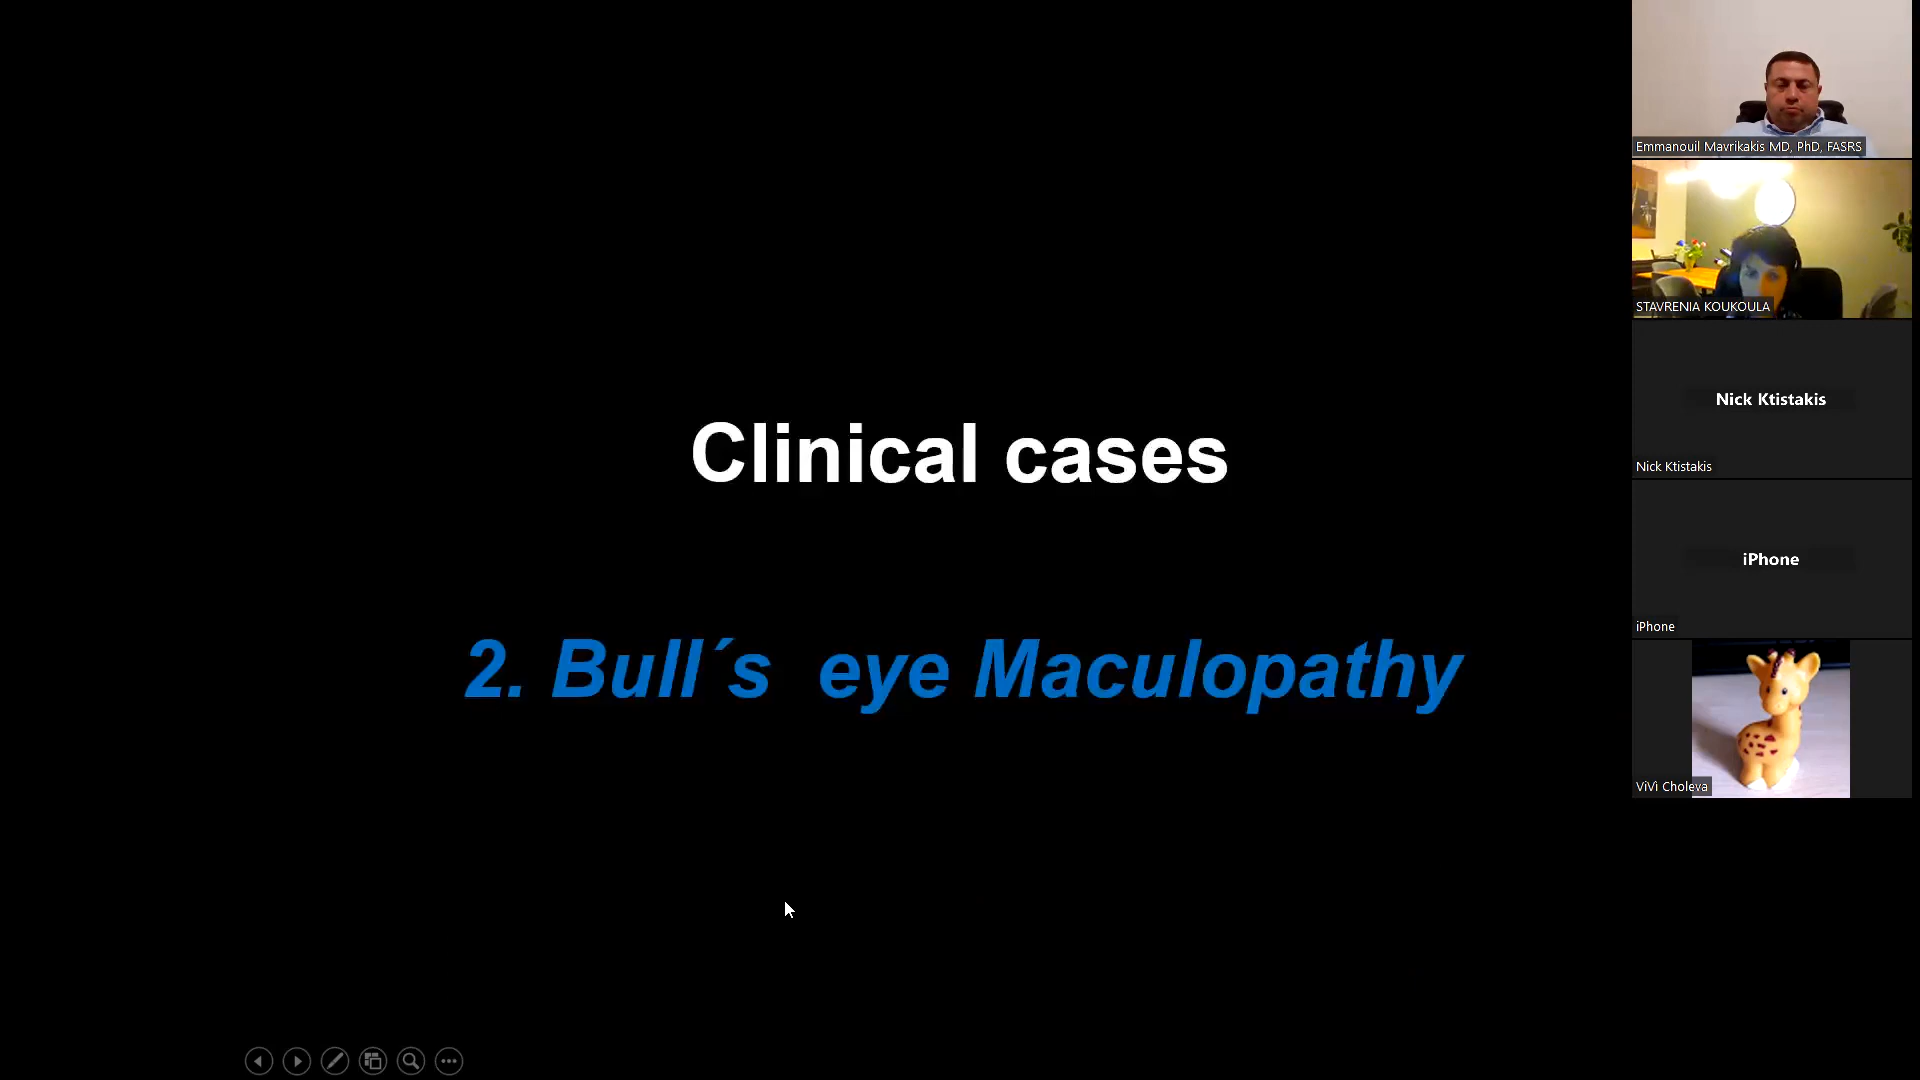 Clinical cases
2. Bull´s  eye Maculopathy
Emmanouil Mavrikakis MD, PhD, FASRS
STAVRENIA KOUKOULA
Nick Ktistakis
Nick Ktistakis
iPhone
iPhone
ViVi Choleva